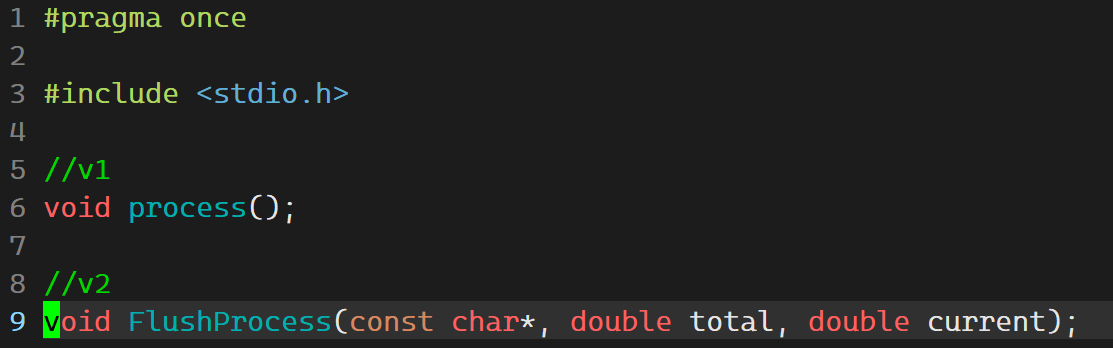 1 #pragma once
2
3 #include <stdio.h>
4
5 //v1
6 void process();
7
8 //v2
9 void FlushProcess(const char*, double total, double current);